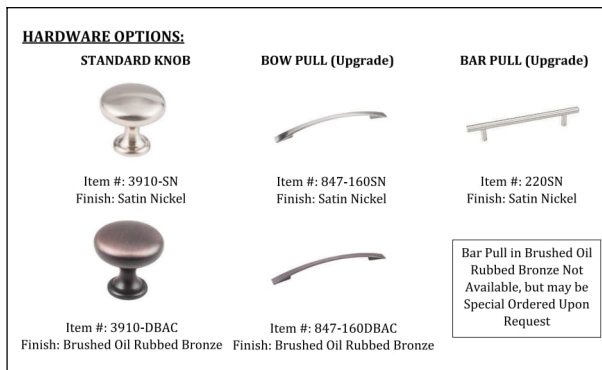 HARDWARE OPTIONS:
STANDARD KNOB
BOW PULL (Upgrade)
BAR PULL (Upgrade)
Item #: 3910-SN
Finish: Satin Nickel
Item #: 847-160SN
Finish: Satin Nickel
Item #: 220SN
Finish: Satin Nickel
Item #: 3910-DBAC
Finish: Brushed Oil Rubbed Bronze
Item #: 847-160DBAC
Finish: Brushed Oil Rubbed Bronze
Bar Pull in Brushed Oil
Rubbed Bronze Not
Available, but may be
Special Ordered Upon
Request